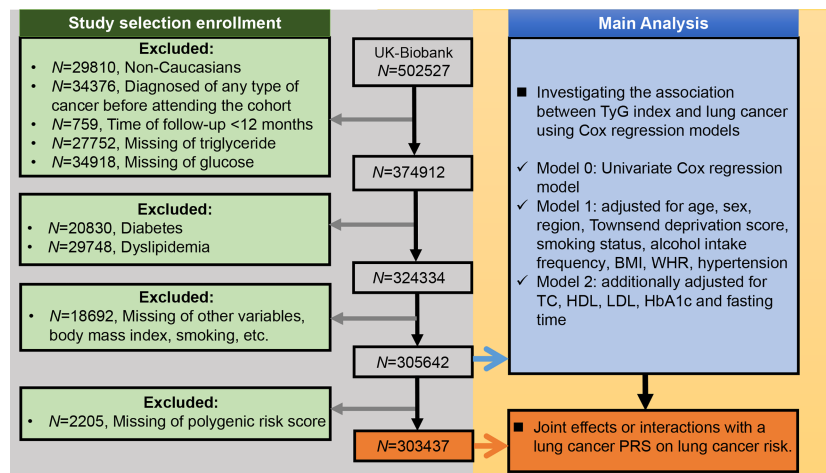 Study selection enrollment
Excluded:
• N=29810, Non-Caucasians
• N=34376, Diagnosed of any type of
cancer before attending the cohort
• N=759, Time of follow-up <12 months
• N=27752, Missing of triglyceride
• N=34918, Missing of glucose
Excluded:
• N=20830, Diabetes
• N=29748, Dyslipidemia
Excluded:
• N=18692, Missing of other variables,
body mass index, smoking, etc.
Excluded:
• N=2205, Missing of polygenic risk score
UK-Biobank
N=502527
N=374912
N=324334
N=305642
N=303437
Main Analysis
■ Investigating the association
between TyG index and lung cancer
using Cox regression models
✓ Model 0: Univariate Cox regression
model
✓ Model 1: adjusted for age, sex,
region, Townsend deprivation score,
smoking status, alcohol intake
frequency, BMI, WHR, hypertension
✓ Model 2: additionally adjusted for
TC, HDL, LDL, HbA1c and fasting
time
■ Joint effects or interactions with a
lung cancer PRS on lung cancer risk.